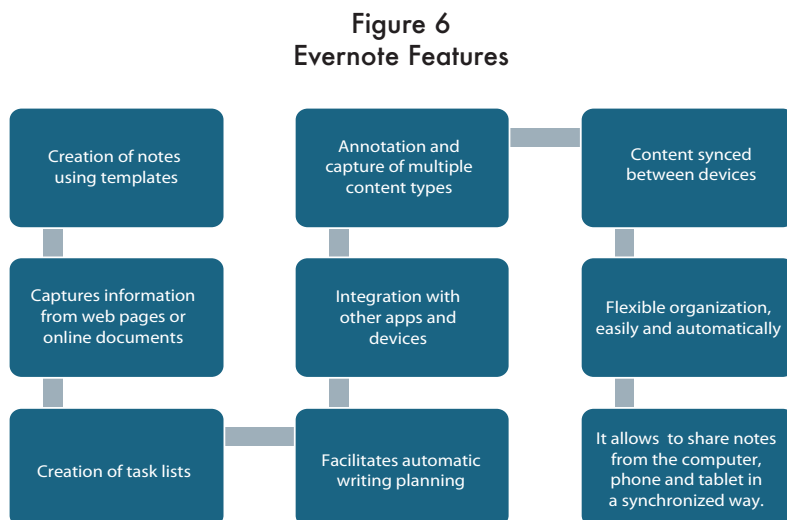 Figure 6
Evernote Features
Creation of notes
using templates
Captures information
from web pages or
online documents
Creation of task lists
Facilitates automatic
writing planning
Integration with
other apps and
devices
Annotation and
capture of multiple
content types
Content synced
between devices
Flexible organization,
easily and automatically
It allows to share notes
from the computer,
phone and tablet in
a synchronized way.